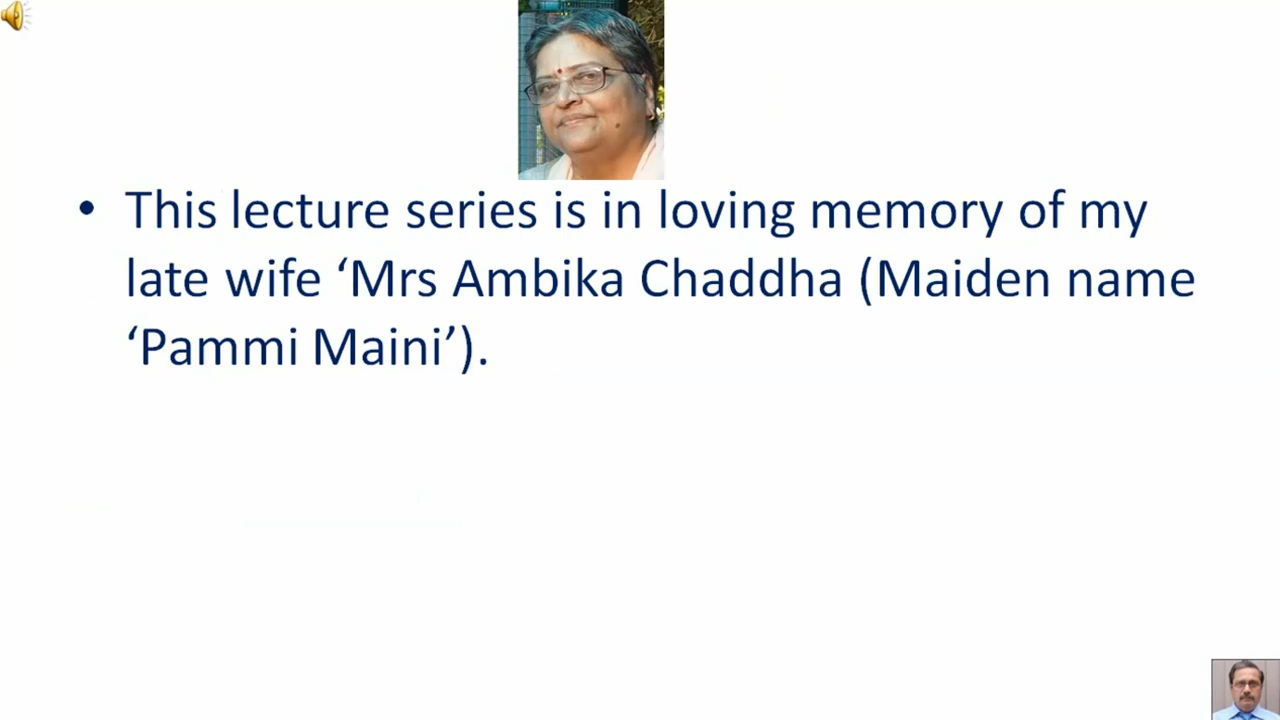 • This lecture series is in loving memory of my
late wife ‘Mrs Ambika Chaddha (Maiden name
‘Pammi Maini’).